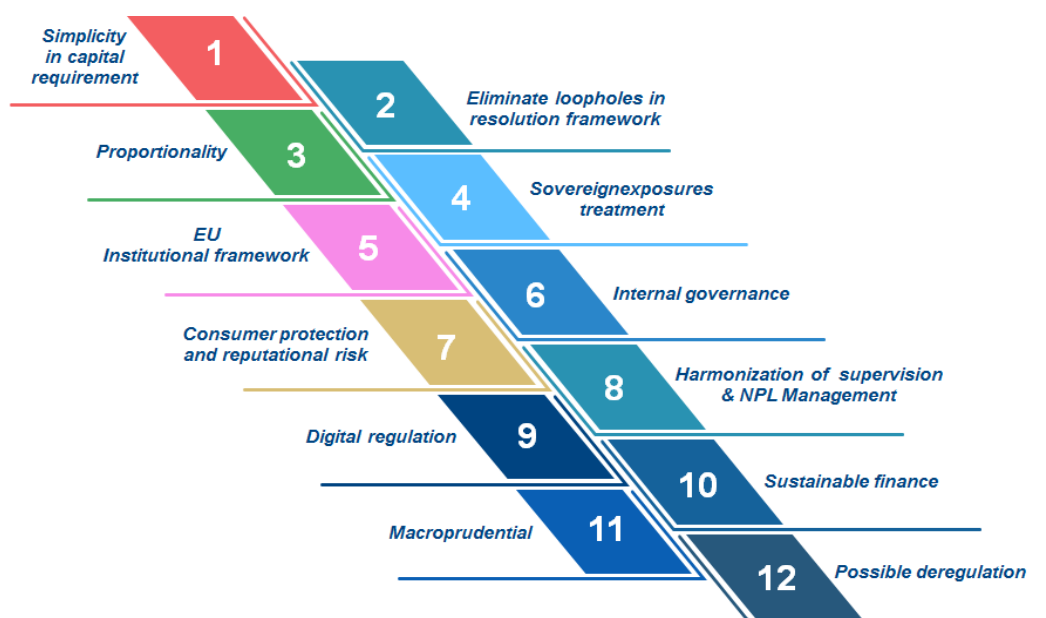 1
Simplicity
in capital
requirement
2
Eliminate loopholes in
resolution framework
3
Proportionality
4
Sovereignexposures
treatment
5
EU
Institutional framework
6
Internal governance
7
Consumer protection
and reputational risk
8
Harmonization of supervision
& NPL Management
9
Digital regulation
10
Sustainable finance
11
Macroprudential
12
Possible deregulation